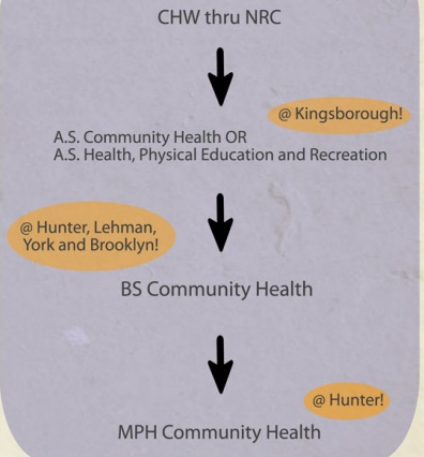 CHW thru NRC
@ Kingsborough!
A.S. Community Health OR
A.S. Health, Physical Education and Recreation
@ Hunter, Lehman,
York and Brooklyn!
BS Community Health
@ Hunter!
MPH Community Health